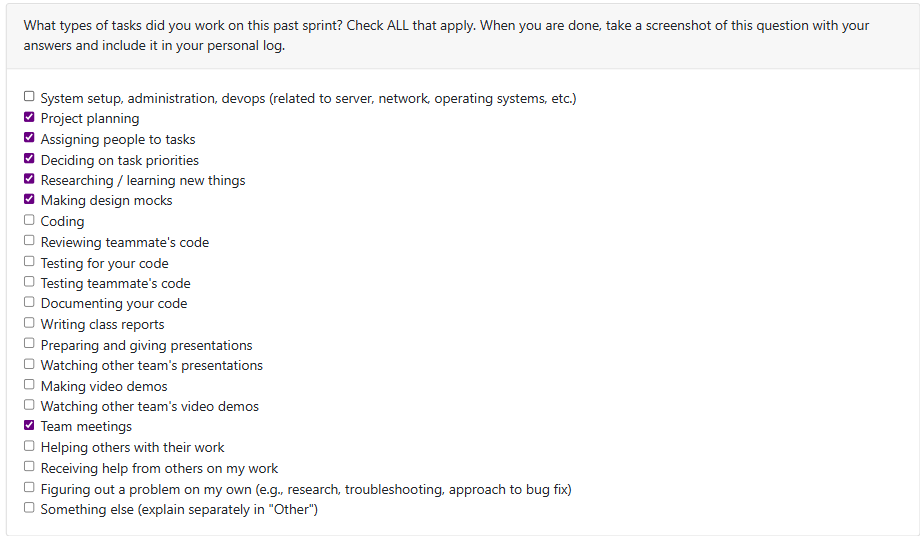 What types of tasks did you work on this past sprint? Check ALL that apply. When you are done, take a screenshot of this question with your
answers and include it in your personal log.
System setup, administration, devops (related to server, network, operating systems, etc.)
Project planning
Assigning people to tasks
Deciding on task priorities
Researching / learning new things
Making design mocks
Coding
Reviewing teammate's code
Testing for your code
Testing teammate's code
Documenting your code
Writing class reports
Preparing and giving presentations
Watching other team's presentations
Making video demos
Watching other team's video demos
Team meetings
Helping others with their work
Receiving help from others on my work
Figuring out a problem on my own (e.g., research, troubleshooting, approach to bug fix)
Something else (explain separately in "Other")